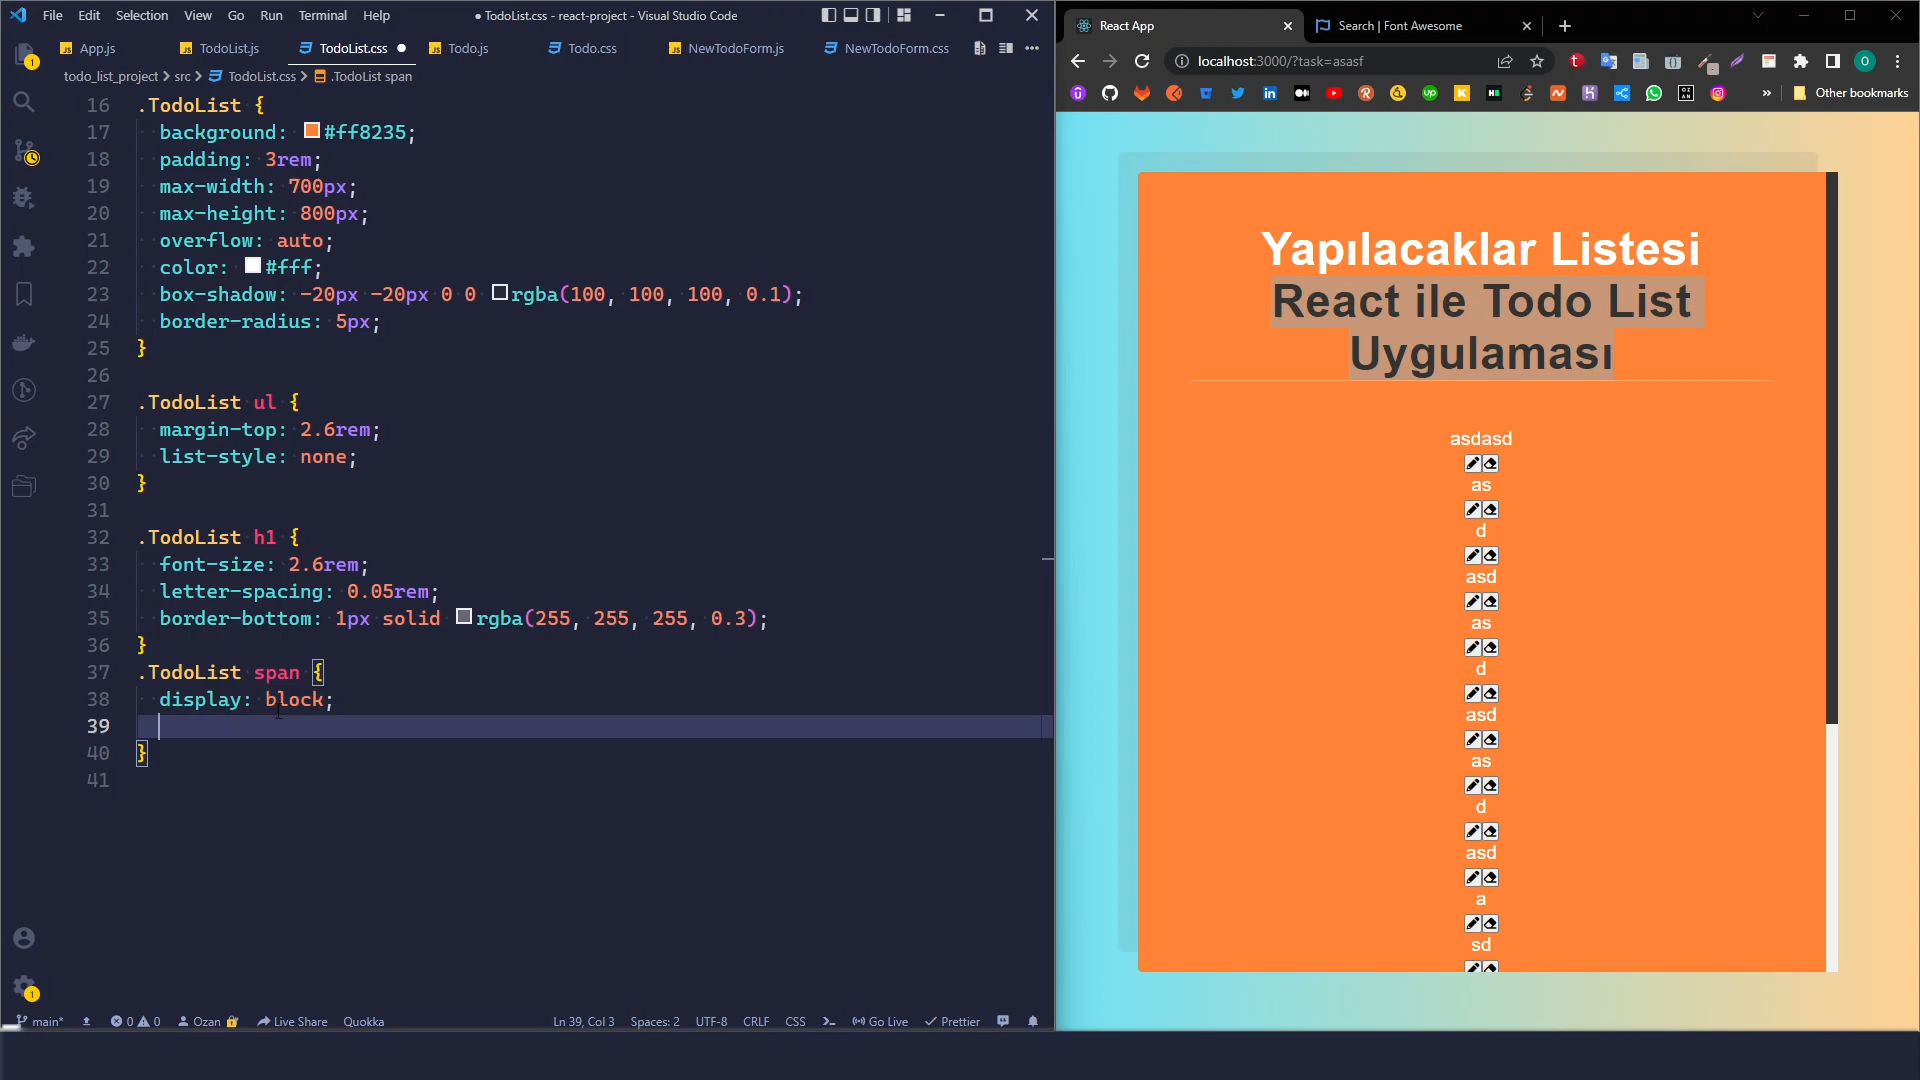 File Edit Selection View Go Run Terminal Help
● TodoList.css - react-project - Visual Studio Code
App.js TodoList.js TodoList.css Todo.js Todo.css NewTodoForm.js NewTodoForm.css
todo_list_project > src > TodoList.css > .TodoList span
16 .TodoList {
17 background: #ff8235;
18 padding: 3rem;
19 max-width: 700px;
20 max-height: 800px;
21 overflow: auto;
22 color: #fff;
23 box-shadow: -20px -20px 0 0 rgba(100, 100, 100, 0.1);
24 border-radius: 5px;
25 }
26
27 .TodoList ul {
28 margin-top: 2.6rem;
29 list-style: none;
30 }
31
32 .TodoList h1 {
33 font-size: 2.6rem;
34 letter-spacing: 0.05rem;
35 border-bottom: 1px solid rgba(255, 255, 255, 0.3);
36 }
37 .TodoList span {
38 display: block;
39
40 }
41
1
1
main* 0 0 Ozan Live Share Quokka
Ln 39, Col 3 Spaces: 2 UTF-8 CRLF CSS Go Live Prettier
React App
Search | Font Awesome
localhost:3000/?task=asasf
O
» Other bookmarks
Yapılacaklar Listesi
React ile Todo List
Uygulaması
asdasd
as
d
asd
as
d
asd
as
d
asd
a
sd